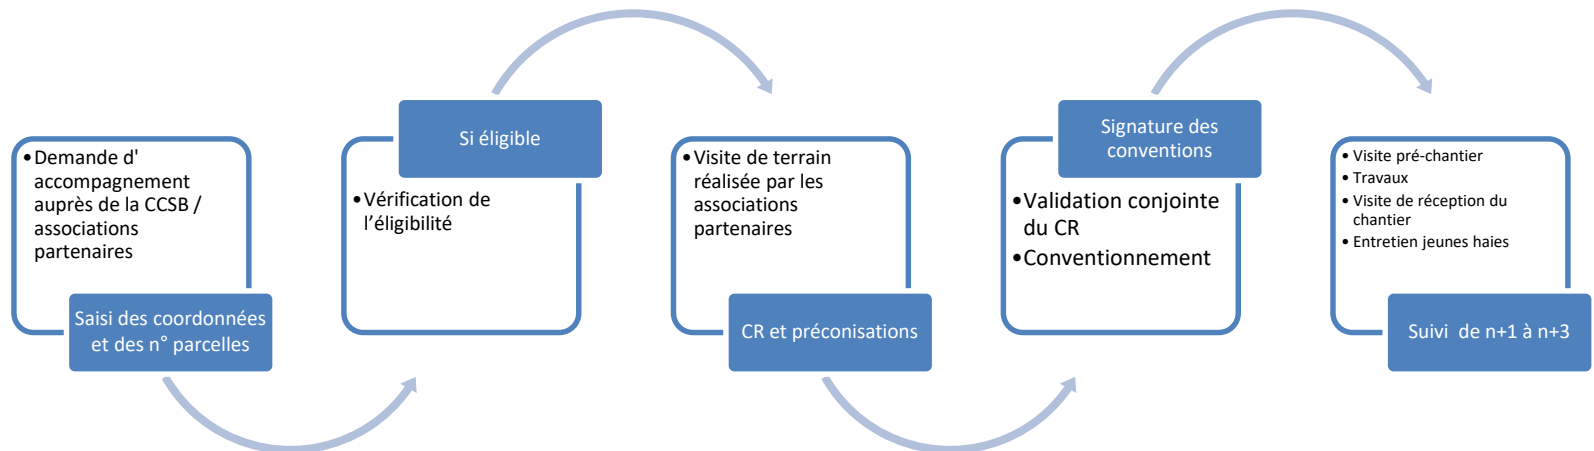 •Demande d'
accompagnement
auprès de la CCSB /
associations
partenaires
Saisi des coordonnées
et des n° parcelles
Si éligible
•Vérification de
l’éligibilité
•Visite de terrain
réalisée par les
associations
partenaires
CR et préconisations
Signature des
conventions
•Validation conjointe
du CR
•Conventionnement
• Visite pré-chantier
• Travaux
• Visite de réception du
chantier
• Entretien jeunes haies
Suivi de n+1 à n+3